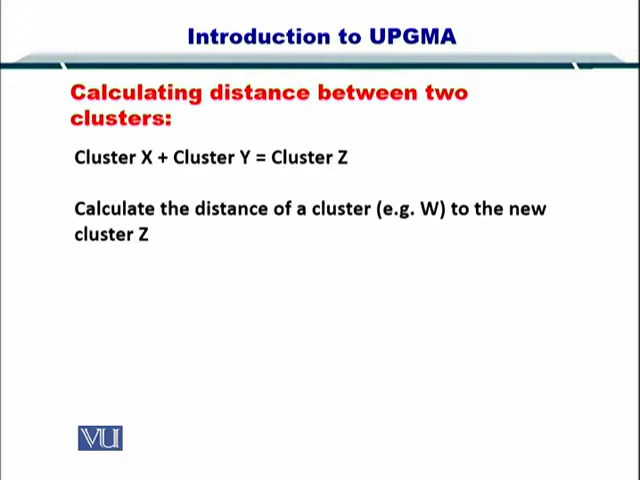 Introduction to UPGMA
Calculating distance between two
clusters:
Cluster X + Cluster Y = Cluster Z
Calculate the distance of a cluster (e.g. W) to the new
cluster Z
VU